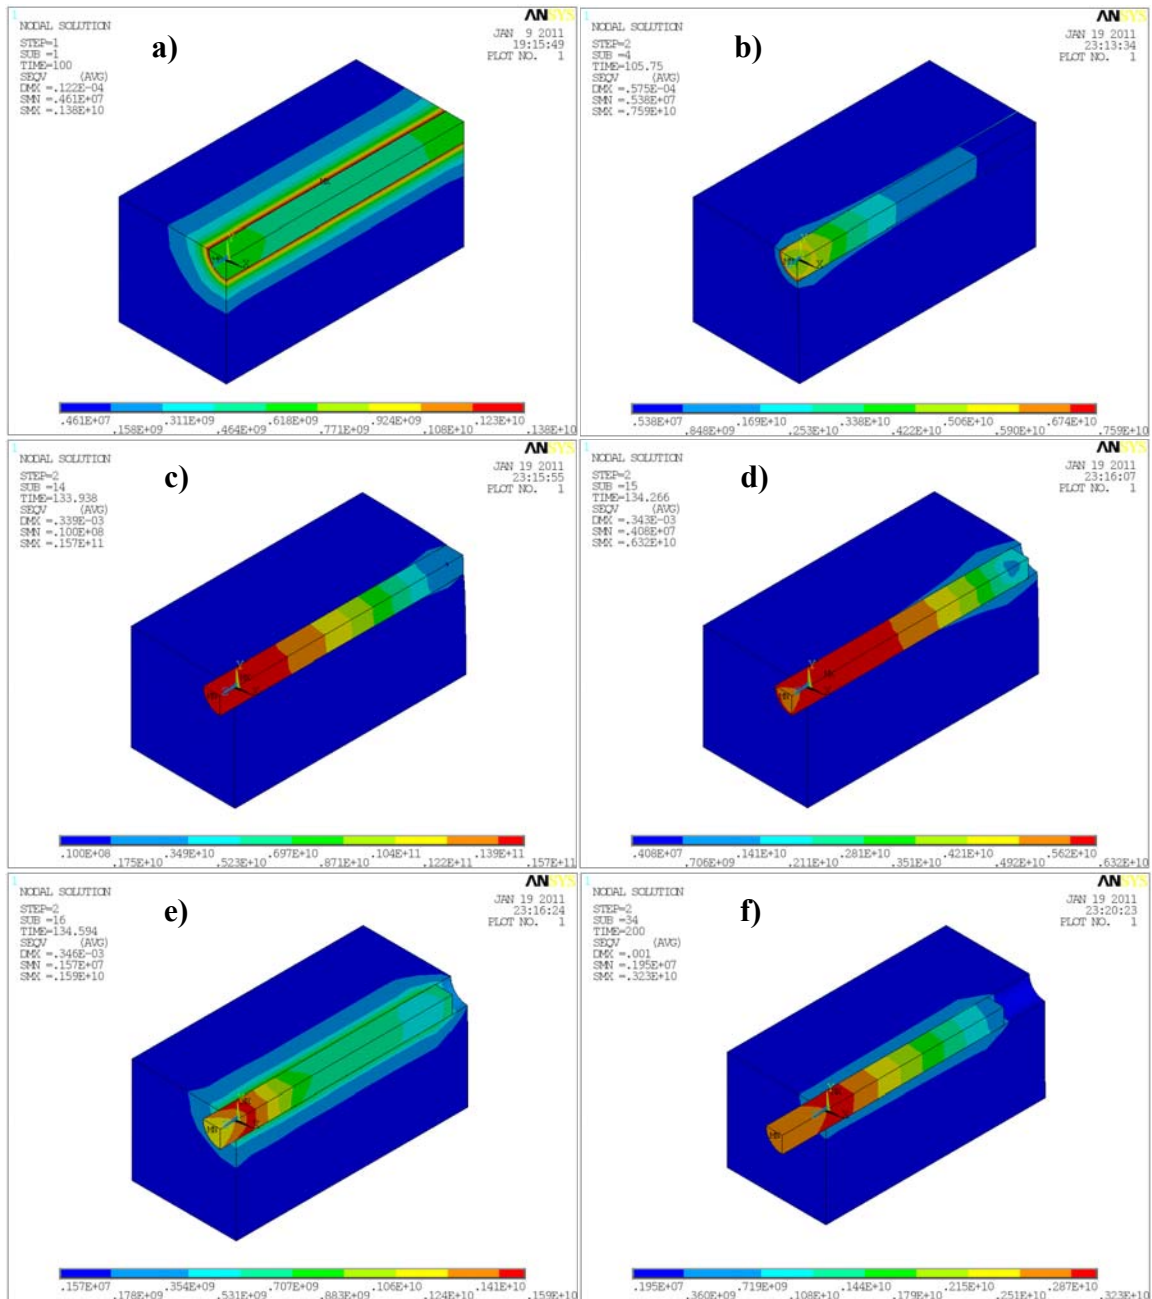 1
NODAL SOLUTION
STEP=1
SUB =1
TIME=100
SEQV (AVG)
DMX =.122E-04
SMN =.461E+07
SMX =.138E+10
a)
ANSYS
JAN 9 2011
19:15:49
PLOT NO. 1
MX
Y
X
.461E+07 .311E+09 .618E+09 .924E+09 .123E+10
.158E+09 .464E+09 .771E+09 .108E+10 .138E+10
NODAL SOLUTION
STEP=2
SUB =4
TIME=105.75
SEQV (AVG)
DMX =.575E-04
SMN =.538E+07
SMX =.759E+10
b)
ANSYS
JAN 19 2011
23:13:34
PLOT NO. 1
X
.538E+07 .169E+10 .338E+10 .506E+10 .674E+10
.848E+09 .253E+10 .422E+10 .590E+10 .759E+10
1
NODAL SOLUTION
STEP=2
SUB =14
TIME=133.938
SEQV (AVG)
DMX =.339E-03
SMN =.100E+08
SMX =.157E+11
c)
ANSYS
JAN 19 2011
23:15:55
PLOT NO. 1
Y
.100E+08 .349E+10 .697E+10 .104E+11 .139E+11
.175E+10 .523E+10 .871E+10 .122E+11 .157E+11
1
NODAL SOLUTION
STEP=2
SUB =15
TIME=134.266
SEQV (AVG)
DMX =.343E-03
SMN =.408E+07
SMX =.632E+10
d)
ANSYS
JAN 19 2011
23:16:07
PLOT NO. 1
Y
.408E+07 .141E+10 .281E+10 .421E+10 .562E+10
.706E+09 .211E+10 .351E+10 .492E+10 .632E+10
1
NODAL SOLUTION
STEP=2
SUB =16
TIME=134.594
SEQV (AVG)
DMX =.346E-03
SMN =.157E+07
SMX =.159E+10
e)
ANSYS
JAN 19 2011
23:16:24
PLOT NO. 1
.157E+07 .354E+09 .707E+09 .106E+10 .141E+10
.178E+09 .531E+09 .883E+09 .124E+10 .159E+10
1
NODAL SOLUTION
STEP=2
SUB =34
TIME=200
SEQV (AVG)
DMX =.001
SMN =.195E+07
SMX =.323E+10
f)
ANSYS
JAN 19 2011
23:20:23
PLOT NO. 1
Y
.195E+07 .719E+09 .144E+10 .215E+10 .287E+10
.360E+09 .108E+10 .179E+10 .251E+10 .323E+10